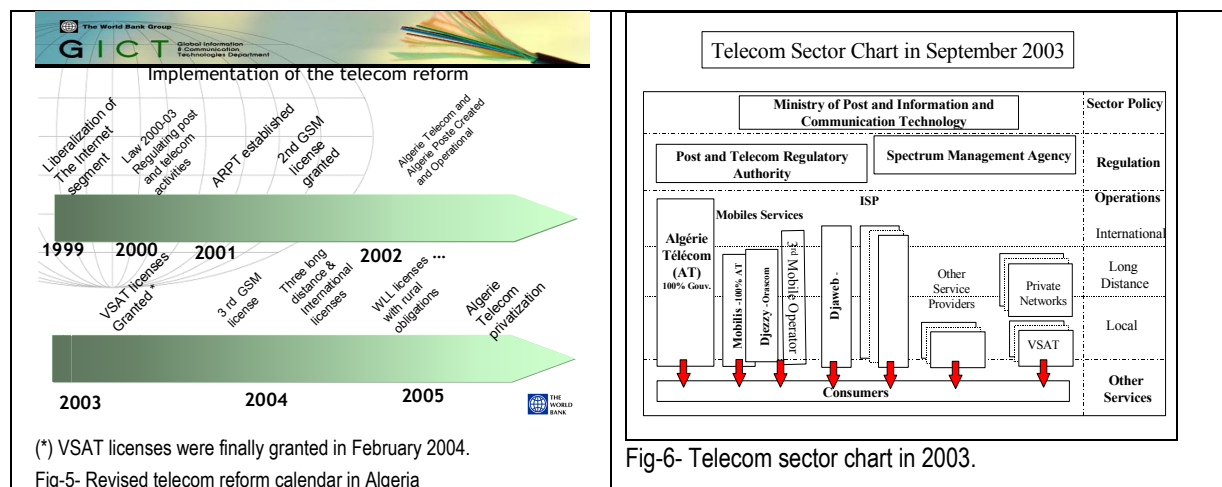 The World Bank Group
GICT
Global Information
& Communication
Technologies Department
Implementation of the telecom reform
Liberalization of
The Internet
segment
Law 2000-03
Regulating post
and telecom
activities
ARPT established
2nd GSM
license
granted
Algerie Telecom and
Algerie Poste Created
and Operational
1999
2000
2001
2002
...
VSAT licenses
Granted *
3 rd GSM
license
Three long
distance &
International
licenses
WLL licenses
with rural
obligations
Algerie
Telecom
privatization
2003
2004
2005
THE
WORLD
BANK
(*) VSAT licenses were finally granted in February 2004.
Fig-5- Revised telecom reform calendar in Algeria
Telecom Sector Chart in September 2003
Ministry of Post and Information and
Communication Technology
Sector Policy
Post and Telecom Regulatory
Authority
Spectrum Management Agency
Regulation
Operations
ISP
Mobiles Services
International
Algérie
Télécom
(AT)
100% Gouv.
Mobilis -100% AT
Djezzy -Orasom
3rd Mobile Operator
Djaweb -
Other
Service
Providers
Private
Networks
Long
Distance
Local
VSAT
Consumers
Other
Services
Fig-6- Telecom sector chart in 2003.